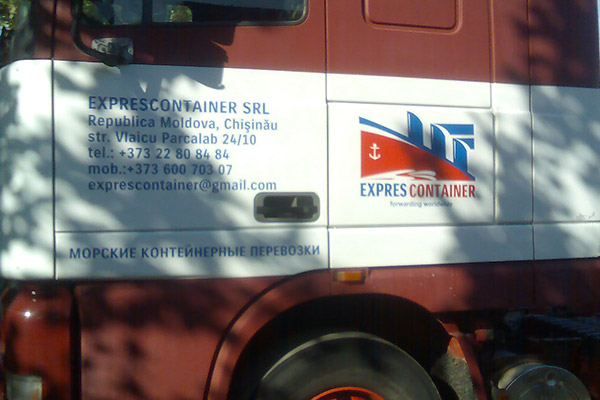 EXPRESCONTAINER SRL
Republica Moldova, Chişinău
str. Vlaicu Parcalab 24/10
tel.: +373 22 80 84 84
mob.:+373 600 703 07
exprescontainer@gmail.com
МОРСКИЕ КОНТЕЙНЕРНЫЕ ПЕРЕВОЗКИ
EXPRES CONTAINER
forwarding worldwide